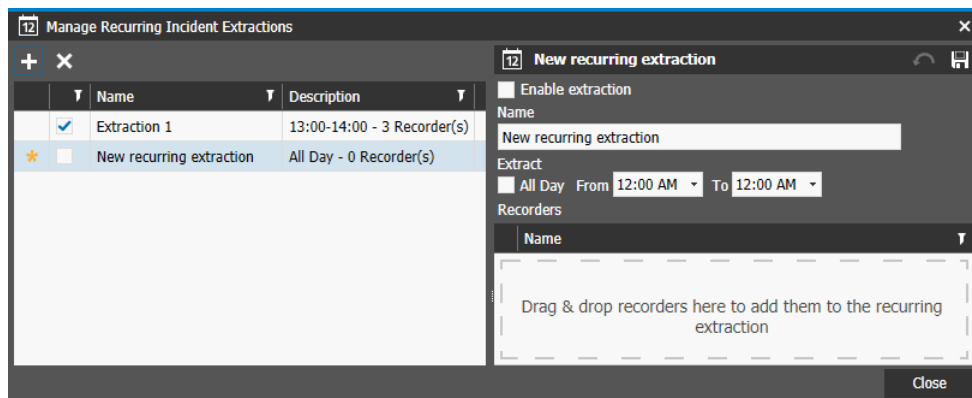 12 Manage Recurring Incident Extractions
Name Description
Extraction 1 13:00-14:00 - 3 Recorder(s)
New recurring extraction All Day - 0 Recorder(s)
12 New recurring extraction
Enable extraction
Name
New recurring extraction
Extract
All Day From 12:00 AM To 12:00 AM
Recorders
Name
Drag & drop recorders here to add them to the recurring
extraction
Close